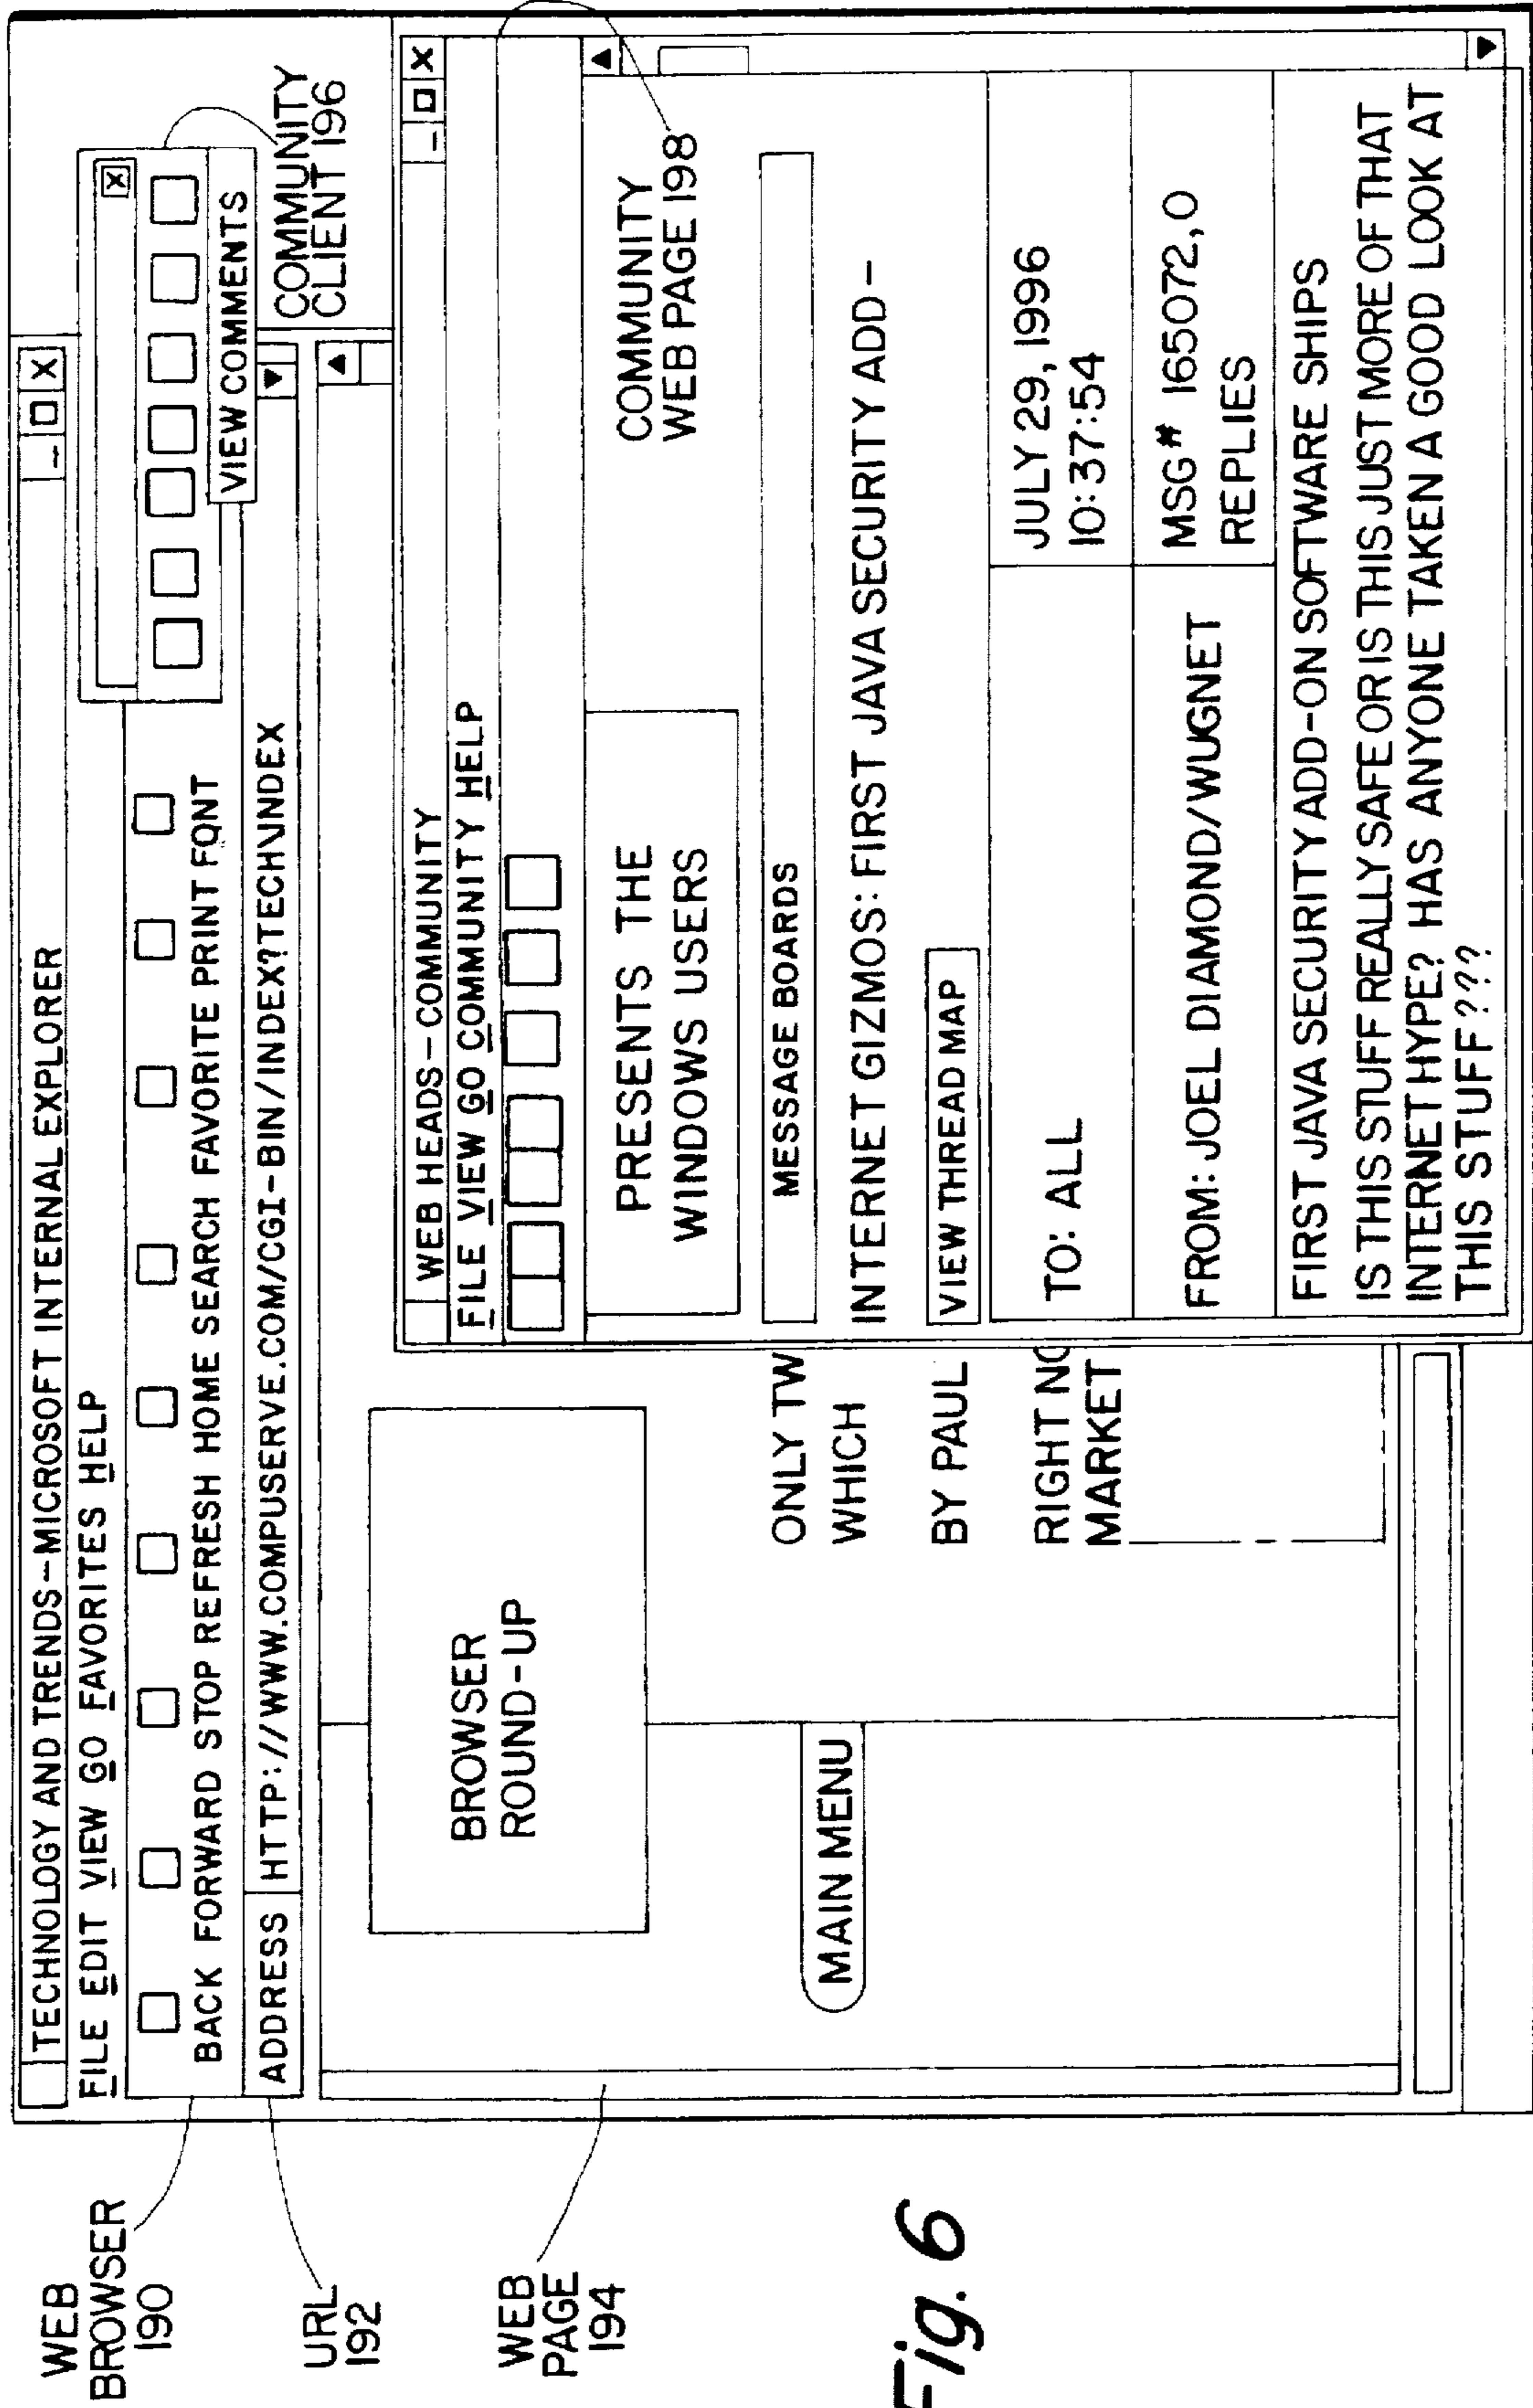 WEB
BROWSER
190
URL
192
WEB
PAGE
194
TECHNOLOGY AND TRENDS-MICROSOFT INTERNAL EXPLORER
_ □ X
FILE EDIT VIEW GO FAVORITES HELP
X
BACK FORWARD STOP REFRESH HOME SEARCH FAVORITE PRINT FONT
VIEW COMMENTS
COMMUNITY
CLIENT 196
ADDRESS HTTP://WWW.COMPUSERVE.COM/CGI-BIN/INDEX?TECH\INDEX
BROWSER
ROUND-UP
MAIN MENU
ONLY TW
WHICH
BY PAUL
RIGHT NO
MARKET
WEB HEADS-COMMUNITY
_ □ X
FILE VIEW GO COMMUNITY HELP
PRESENTS THE
WINDOWS USERS
COMMUNITY
WEB PAGE 198
MESSAGE BOARDS
INTERNET GIZMOS: FIRST JAVA SECURITY ADD-
VIEW THREAD MAP
TO: ALL
JULY 29, 1996
10:37:54
FROM: JOEL DIAMOND/WUGNET
MSG# 165072,0
REPLIES
FIRST JAVA SECURITY ADD-ON SOFTWARE SHIPS
IS THIS STUFF REALLY SAFE OR IS THIS JUST MORE OF THAT
INTERNET HYPE? HAS ANYONE TAKEN A GOOD LOOK AT
THIS STUFF???
Fig. 6